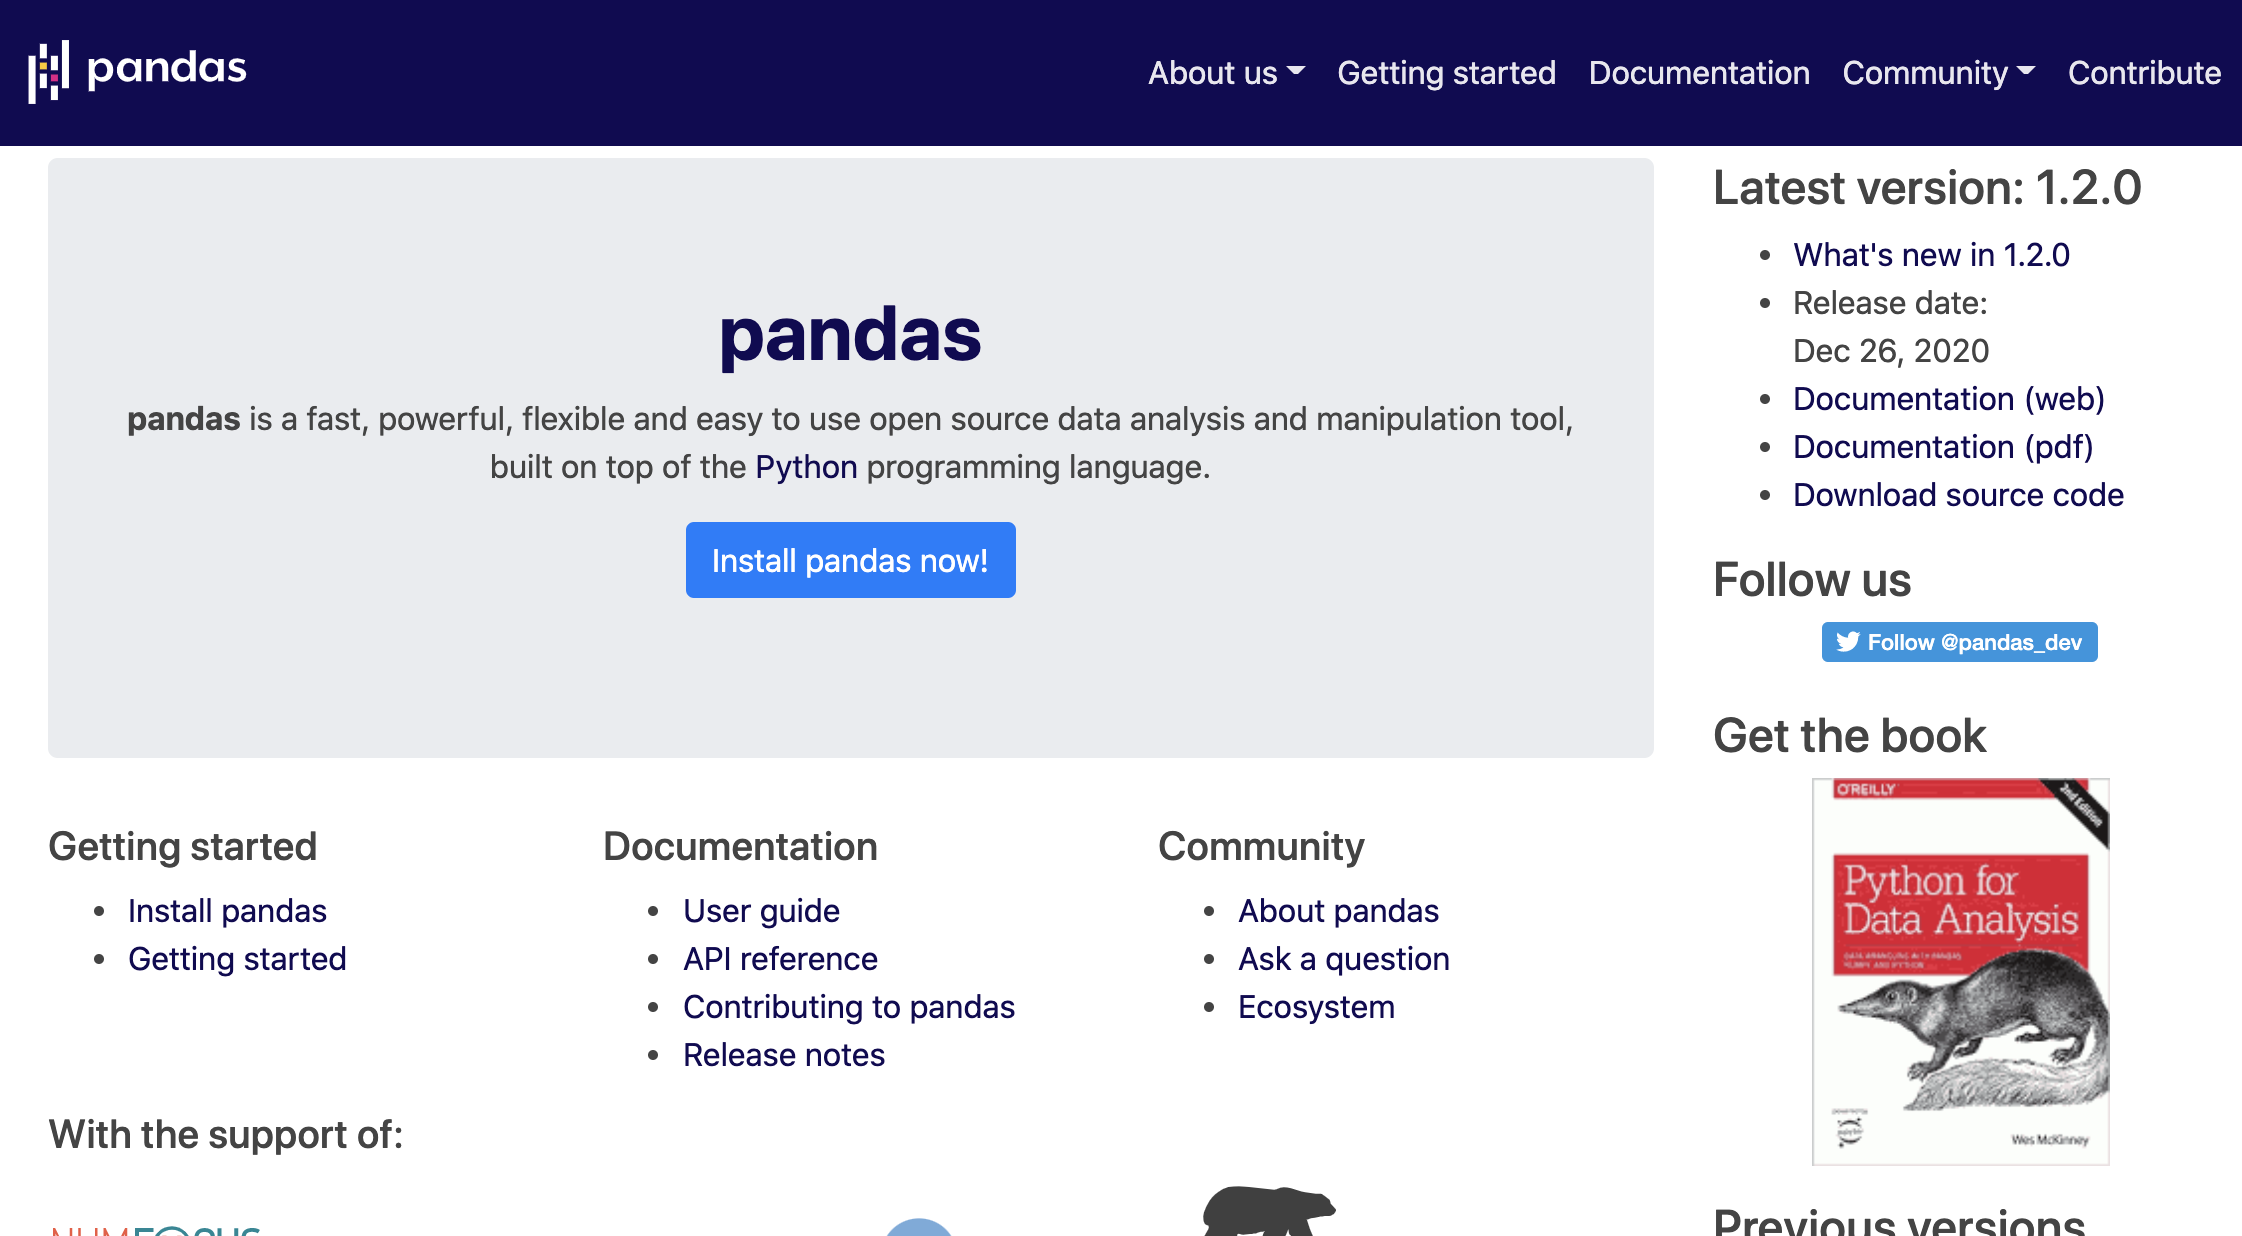 pandas
About us
Getting started
Documentation
Community
Contribute
pandas
pandas is a fast, powerful, flexible and easy to use open source data analysis and manipulation tool,
built on top of the Python programming language.
Install pandas now!
Getting started
Install pandas
Getting started
Documentation
User guide
API reference
Contributing to pandas
Release notes
Community
About pandas
Ask a question
Ecosystem
With the support of:
NUMFOCUS
Latest version: 1.2.0
What's new in 1.2.0
Release date:
Dec 26, 2020
Documentation (web)
Documentation (pdf)
Download source code
Follow us
Follow @pandas_dev
Get the book
O'REILLY
2nd Edition
Python for
Data Analysis
DATA WRANGLING WITH PANDAS,
NUMPY, AND IPYTHON
Wes McKinney
Previous versions